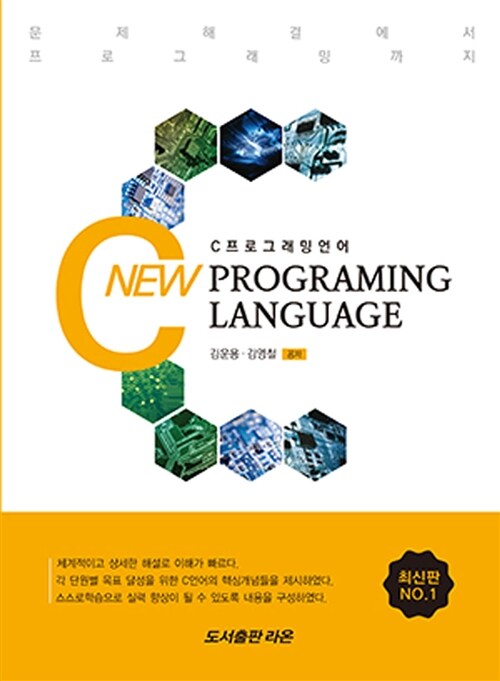 문제해결에서
프로그래밍까지
C프로그래밍언어
C NEW PROGRAMING
LANGUAGE
김운용 · 김영철 공저
체계적이고 상세한 해설로 이해가 빠르다.
각 단원별 목표 달성을 위한 C언어의 핵심개념들을 제시하였다.
스스로학습으로 실력 향상이 될 수 있도록 내용을 구성하였다.
최신판
NO.1
도서출판 라온